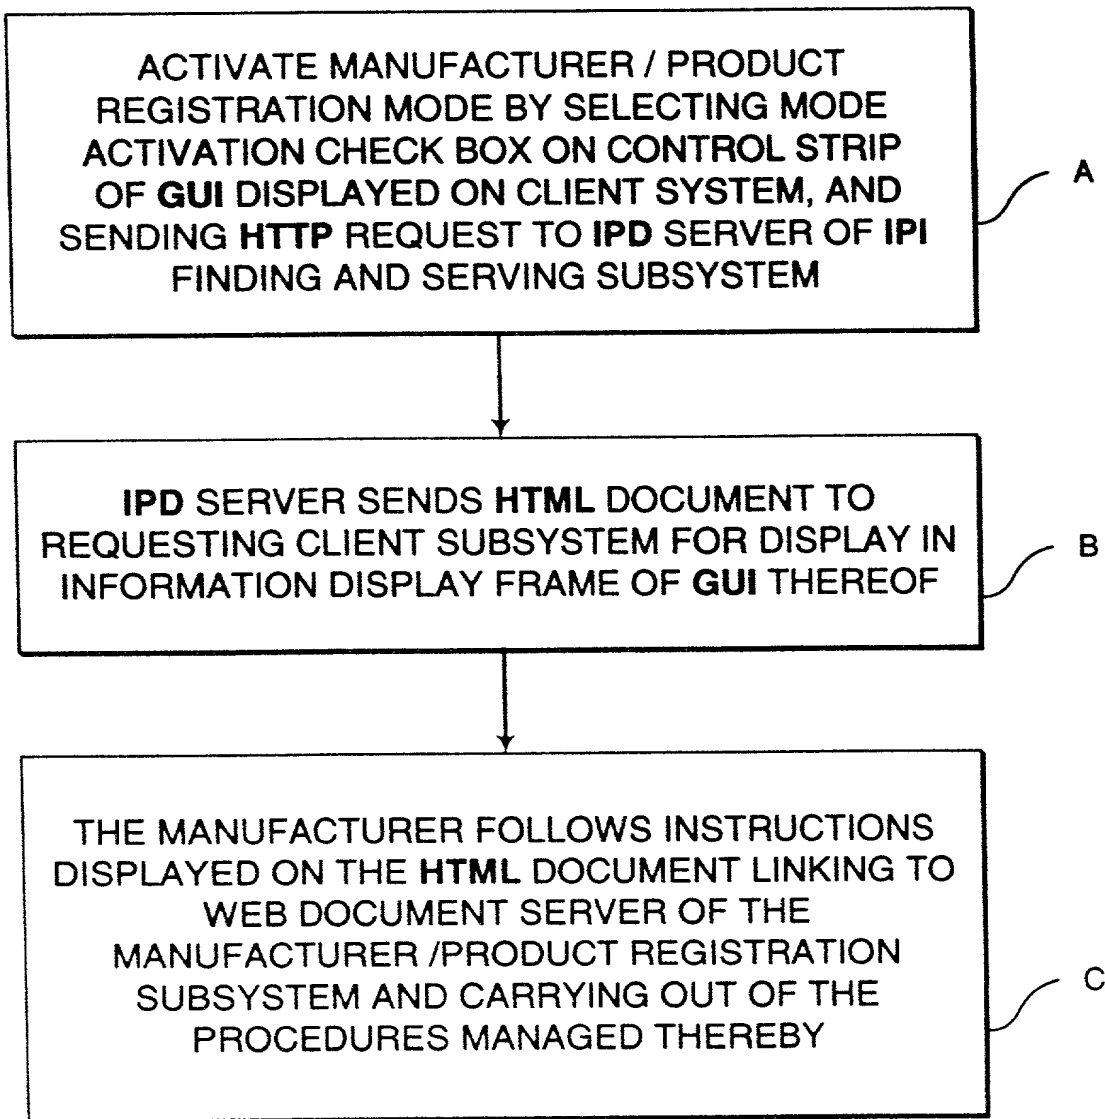 ACTIVATE MANUFACTURER / PRODUCT
REGISTRATION MODE BY SELECTING MODE
ACTIVATION CHECK BOX ON CONTROL STRIP
OF GUI DISPLAYED ON CLIENT SYSTEM, AND
SENDING HTTP REQUEST TO IPD SERVER OF IPI
FINDING AND SERVING SUBSYSTEM
A
IPD SERVER SENDS HTML DOCUMENT TO
REQUESTING CLIENT SUBSYSTEM FOR DISPLAY IN
INFORMATION DISPLAY FRAME OF GUI THEREOF
B
THE MANUFACTURER FOLLOWS INSTRUCTIONS
DISPLAYED ON THE HTML DOCUMENT LINKING TO
WEB DOCUMENT SERVER OF THE
MANUFACTURER /PRODUCT REGISTRATION
SUBSYSTEM AND CARRYING OUT OF THE
PROCEDURES MANAGED THEREBY
C